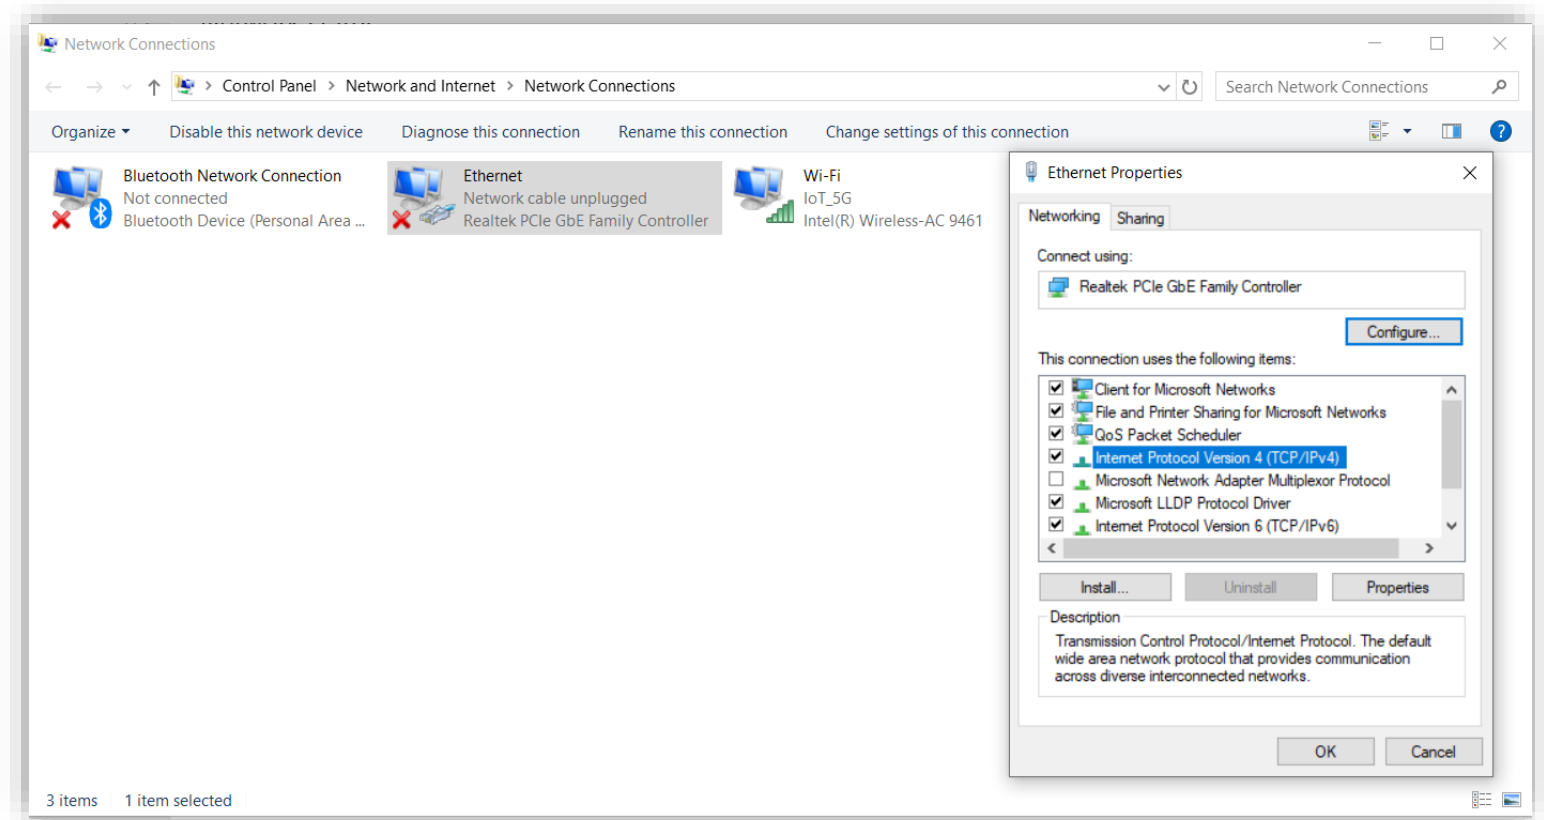 Network Connections
Control Panel > Network and Internet > Network Connections
Search Network Connections
Organize
Disable this network device
Diagnose this connection
Rename this connection
Change settings of this connection
Bluetooth Network Connection
Not connected
Bluetooth Device (Personal Area ...
Ethernet
Network cable unplugged
Realtek PCIe GbE Family Controller
Wi-Fi
IoT_5G
Intel(R) Wireless-AC 9461
Ethernet Properties
Networking
Sharing
Connect using:
Realtek PCIe GbE Family Controller
Configure...
This connection uses the following items:
Client for Microsoft Networks
File and Printer Sharing for Microsoft Networks
QoS Packet Scheduler
Internet Protocol Version 4 (TCP/IPv4)
Microsoft Network Adapter Multiplexor Protocol
Microsoft LLDP Protocol Driver
Internet Protocol Version 6 (TCP/IPv6)
Install...
Uninstall
Properties
Description
Transmission Control Protocol/Internet Protocol. The default
wide area network protocol that provides communication
across diverse interconnected networks.
OK
Cancel
3 items
1 item selected